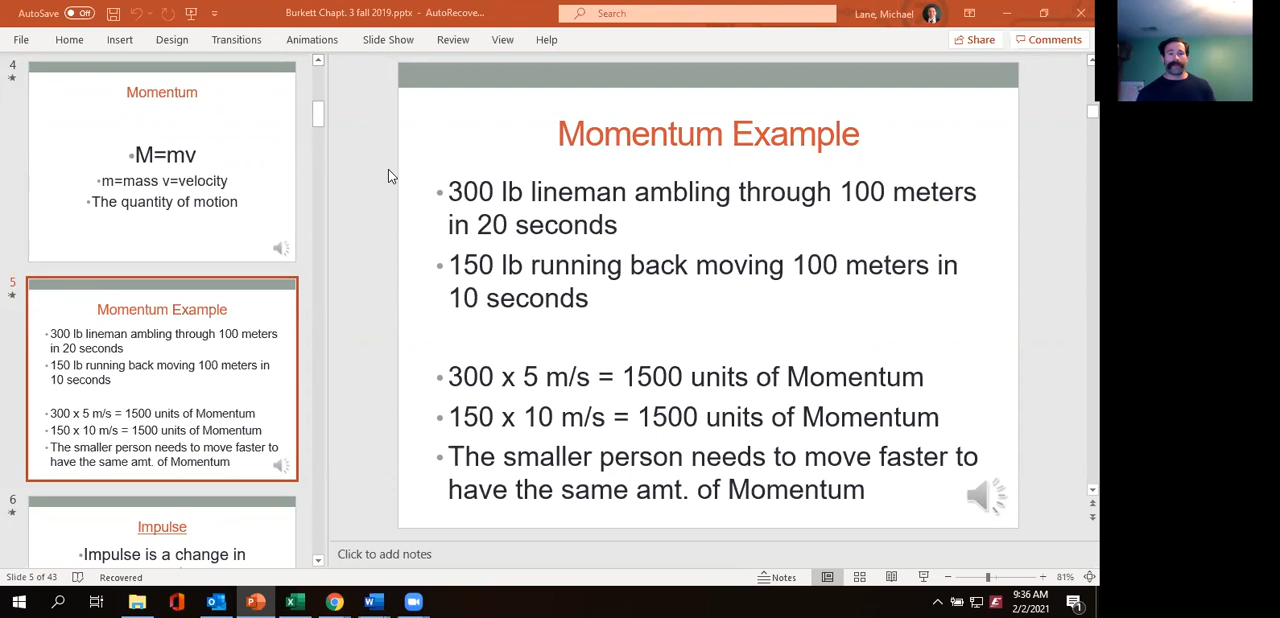 AutoSave Off Burkett Chapt. 3 fall 2019.pptx - AutoRecove... Search Lane, Michael
File Home Insert Design Transitions Animations Slide Show Review View Help Share Comments
4
Momentum
•M=mv
•m=mass v=velocity
•The quantity of motion
5
Momentum Example
•300 lb lineman ambling through 100 meters
in 20 seconds
•150 lb running back moving 100 meters in
10 seconds
•300 x 5 m/s = 1500 units of Momentum
•150 x 10 m/s = 1500 units of Momentum
•The smaller person needs to move faster to
have the same amt. of Momentum
6
Impulse
•Impulse is a change in
Momentum Example
• 300 lb lineman ambling through 100 meters
in 20 seconds
• 150 lb running back moving 100 meters in
10 seconds
• 300 x 5 m/s = 1500 units of Momentum
• 150 x 10 m/s = 1500 units of Momentum
• The smaller person needs to move faster to
have the same amt. of Momentum
Click to add notes
Slide 5 of 43 Recovered Notes 81%
9:36 AM
2/2/2021
1